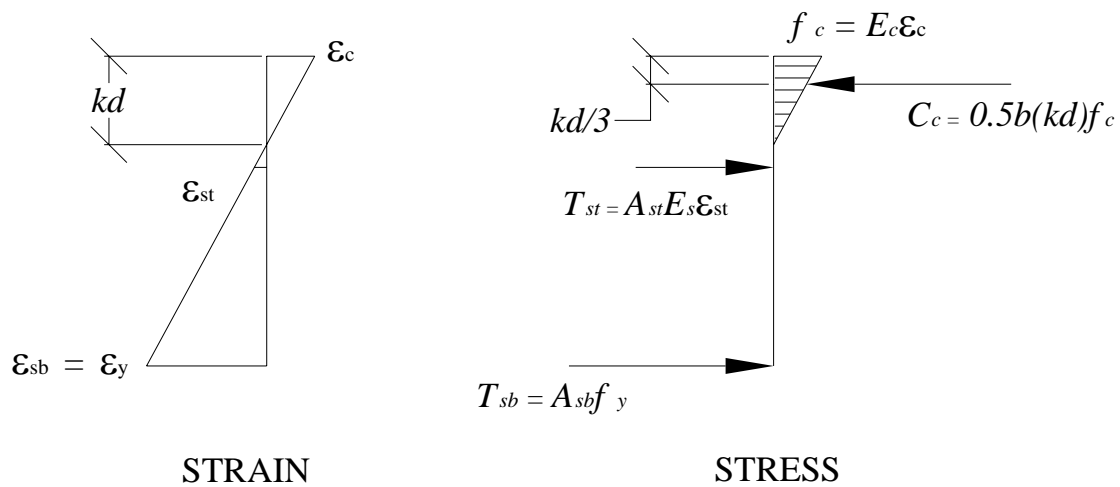 f c = Ecεc
εc
kd
kd/3
Cc = 0.5b(kd)f c
εst
Tst = AstEsεst
εsb = εy
Tsb = Asbf y
STRAIN
STRESS